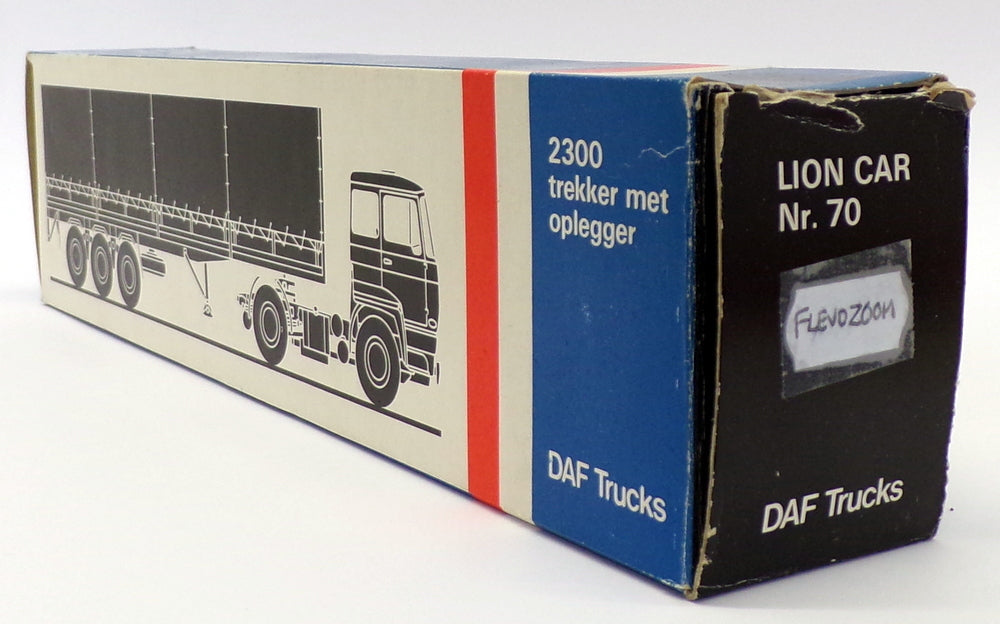 2300
trekker met
oplegger
DAF Trucks
LION CAR
Nr. 70
FLEVOZOOM
DAF Trucks